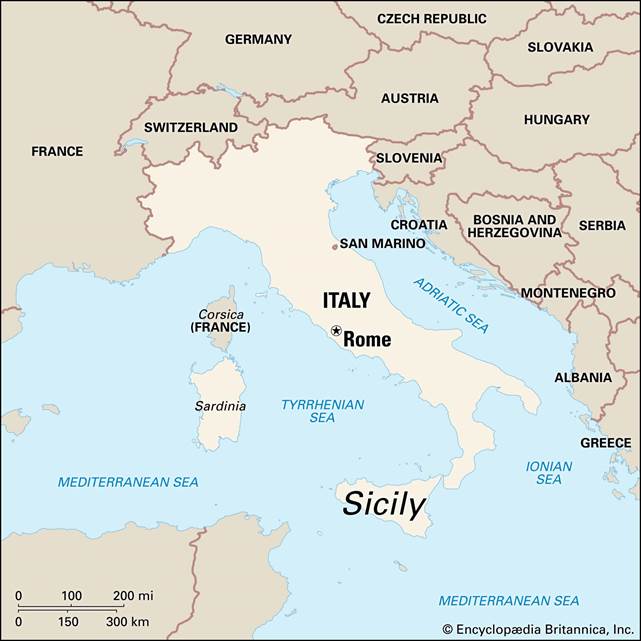 CZECH REPUBLIC
GERMANY
SLOVAKIA
AUSTRIA
HUNGARY
SWITZERLAND
FRANCE
SLOVENIA
CROATIA
BOSNIA AND
HERZEGOVINA
SERBIA
SAN MARINO
ADRIATIC SEA
MONTENEGRO
ITALY
Corsica
(FRANCE)
Rome
ALBANIA
Sardinia
TYRRHENIAN
SEA
GREECE
IONIAN
SEA
MEDITERRANEAN SEA
Sicily
0 100 200 mi
0 150 300 km
MEDITERRANEAN SEA
© Encyclopædia Britannica, Inc.